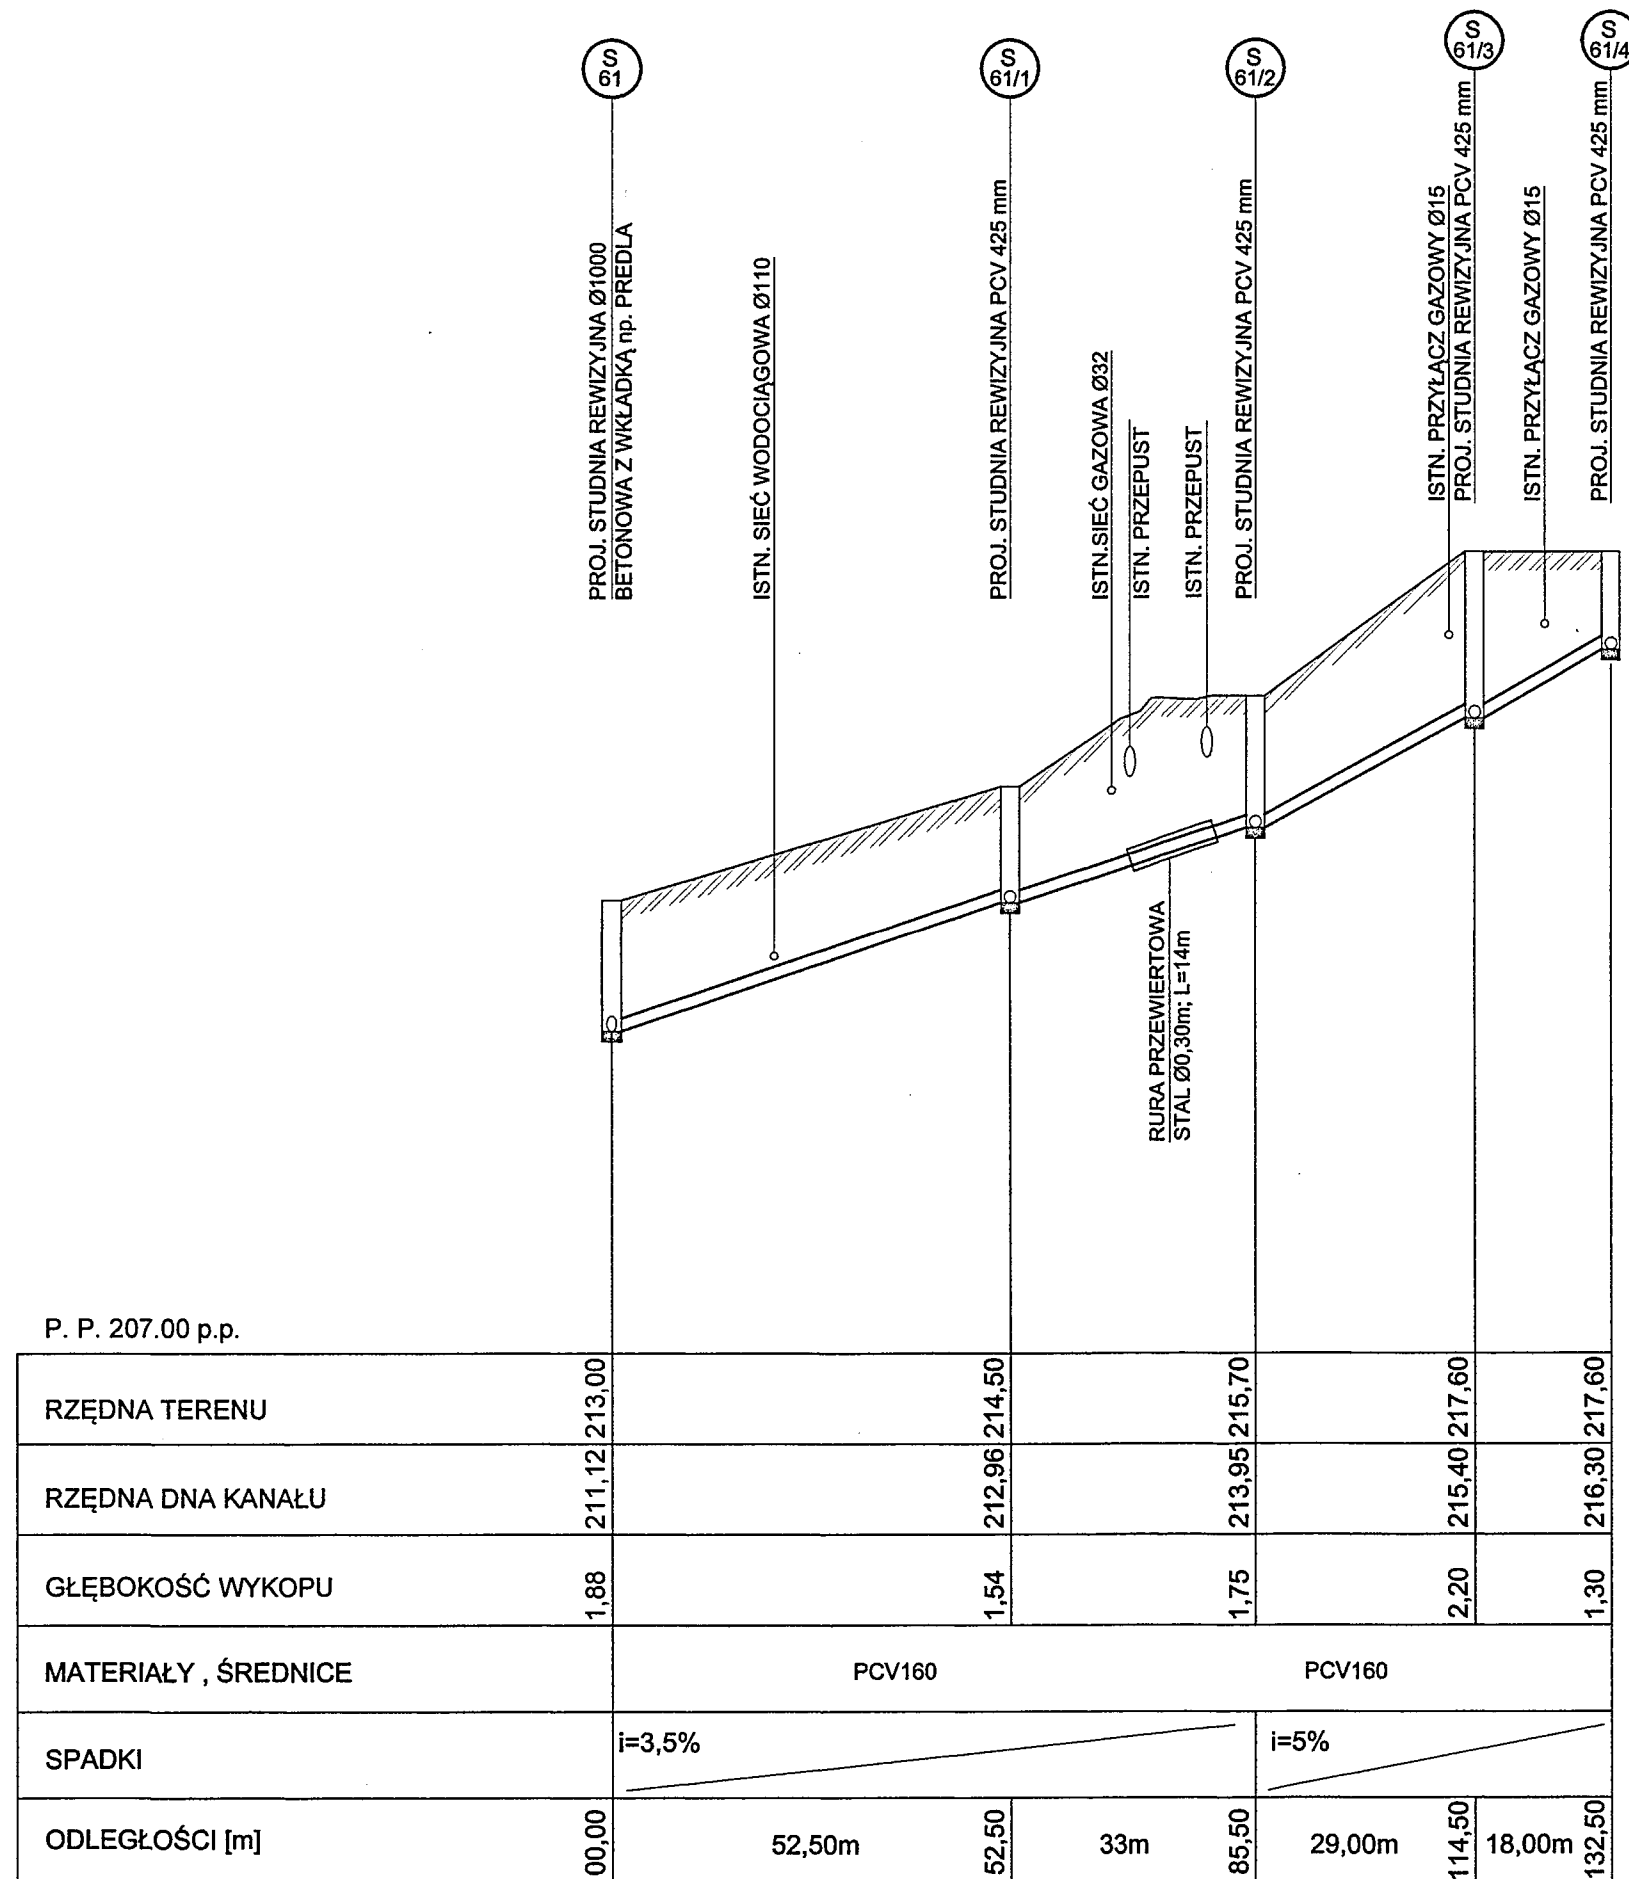 S
61
S
61/1
S
61/2
S
61/3
S
61/4
PROJ. STUDNIA REWIZYJNA Ø1000
BETONOWA Z WKŁADKĄ np. PREDLA
ISTN. SIEĆ WODOCIĄGOWA Ø110
PROJ. STUDNIA REWIZYJNA PCV 425 mm
ISTN.SIEĆ GAZOWA Ø32
ISTN. PRZEPUST
ISTN. PRZEPUST
PROJ. STUDNIA REWIZYJNA PCV 425 mm
ISTN. PRZYŁĄCZ GAZOWY Ø15
PROJ. STUDNIA REWIZYJNA PCV 425 mm
ISTN. PRZYŁĄCZ GAZOWY Ø15
PROJ. STUDNIA REWIZYJNA PCV 425 mm
RURA PRZEWIERTOWA
STAL Ø0,30m; L=14m
P. P. 207.00 p.p.
RZĘDNA TERENU 213,00 214,50 215,70 217,60 217,60
RZĘDNA DNA KANAŁU 211,12 212,96 213,95 215,40 216,30
GŁĘBOKOŚĆ WYKOPU 1,88 1,54 1,75 2,20 1,30
MATERIAŁY , ŚREDNICE PCV160 PCV160
SPADKI i=3,5% i=5%
ODLEGŁOŚCI [m] 00,00 52,50m 52,50 33m 85,50 29,00m 114,50 18,00m 132,50